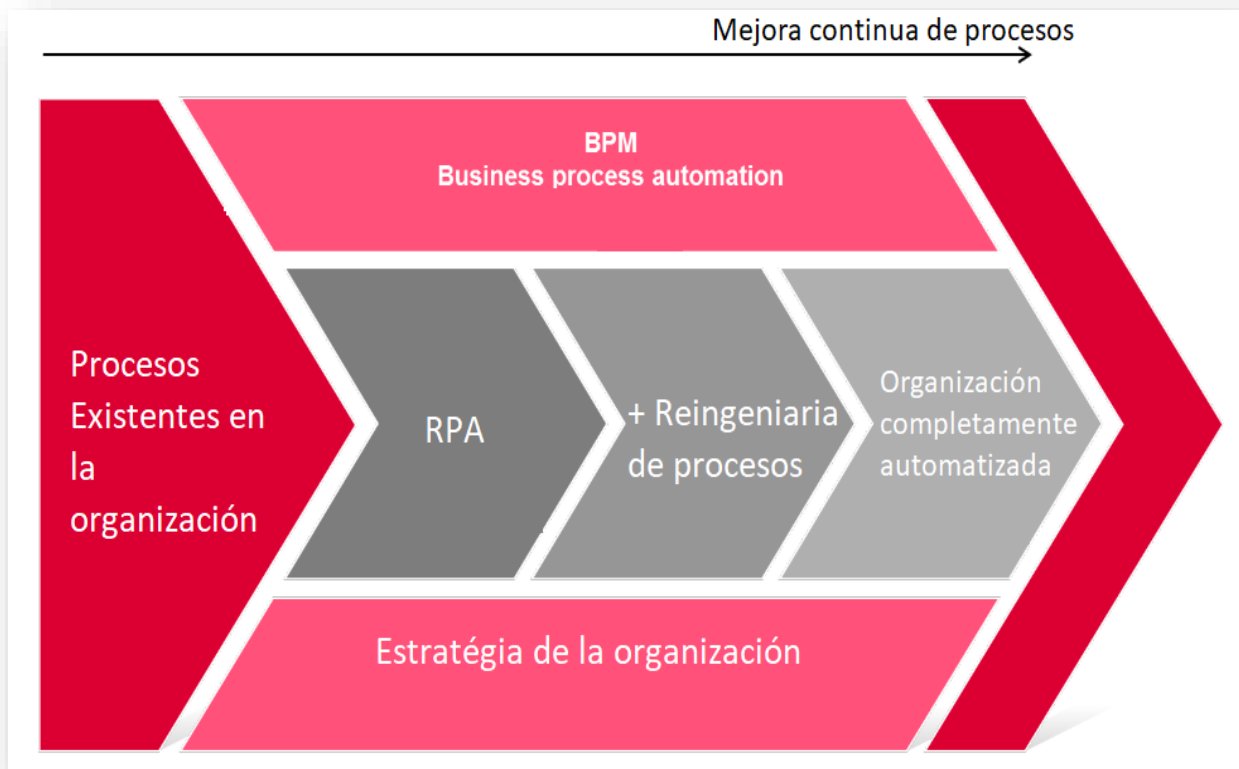 Mejora continua de procesos
BPM
Business process automation
Procesos
Existentes en
la
organización
RPA
+ Reingeniaria
de procesos
Organización
completamente
automatizada
Estratégia de la organización